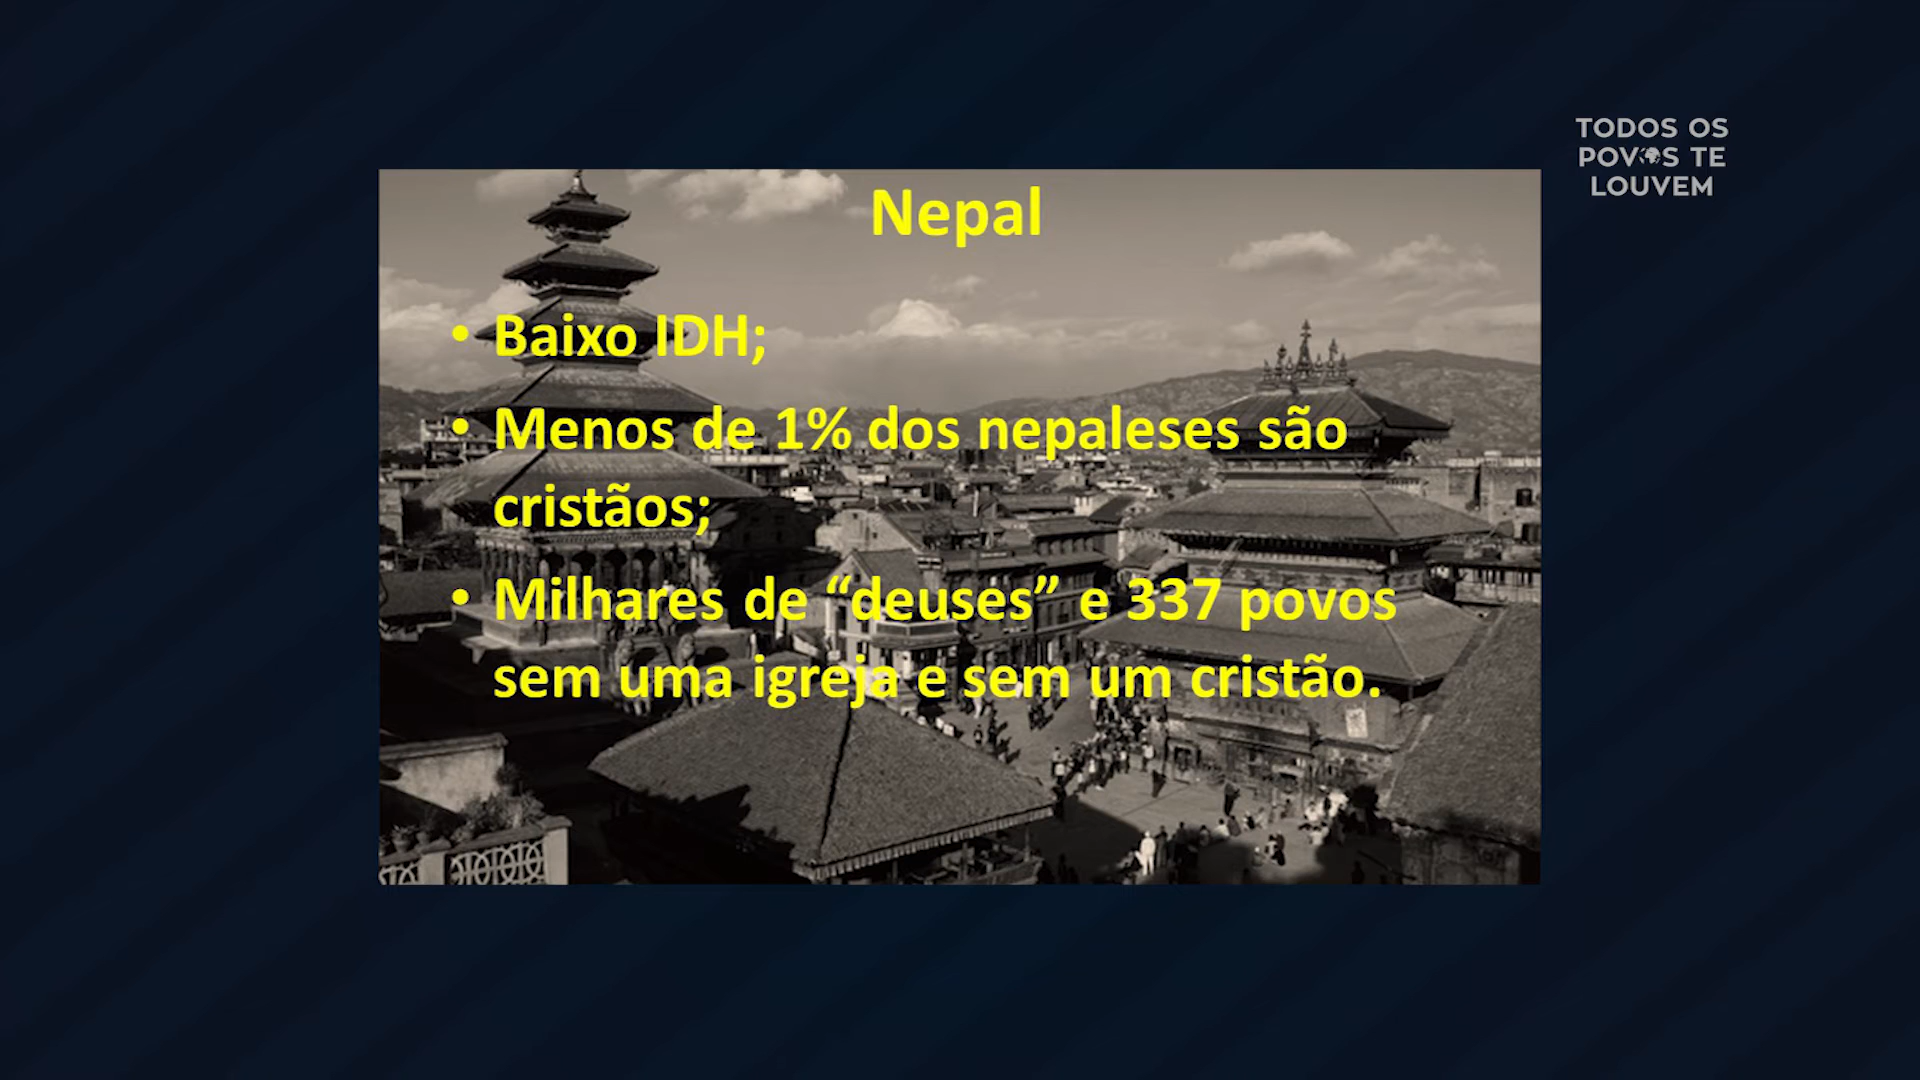 TODOS OS
POVOS TE
LOUVEM
Nepal
• Baixo IDH;
• Menos de 1% dos nepaleses são
cristãos;
• Milhares de “deuses” e 337 povos
sem uma igreja e sem um cristão.